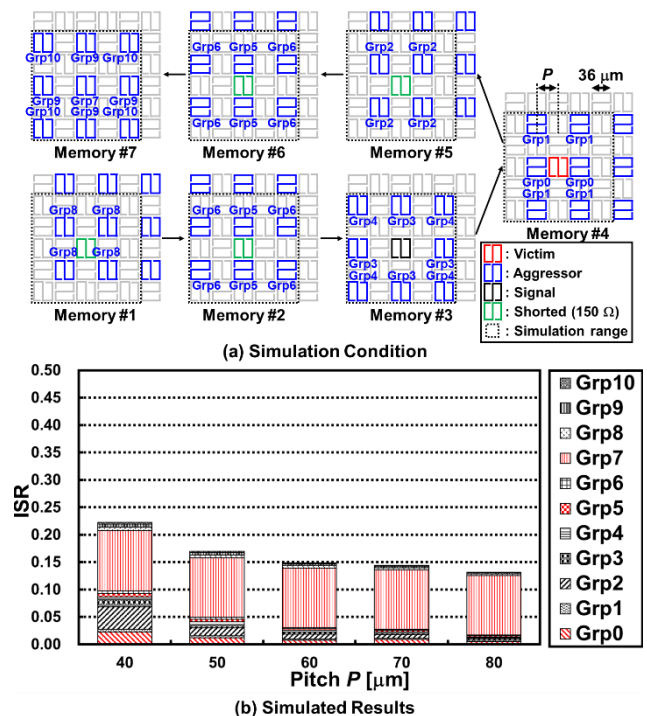 Grp10 Grp9 Grp10
Grp9 Grp7 Grp9
Grp10 Grp9 Grp10
Memory #7
Grp6 Grp5 Grp6
Grp6 Grp5 Grp6
Memory #6
Grp2 Grp2
Grp2 Grp2
Memory #5
P 36 μm
Grp1 Grp1
Grp0 Grp0
Grp1 Grp1
Memory #4
Grp8 Grp8
Grp8 Grp8
Memory #1
Grp6 Grp5 Grp6
Grp6 Grp5 Grp6
Memory #2
Grp4 Grp3 Grp4
Grp3 Grp3
Grp4 Grp3 Grp4
Memory #3
: Victim
: Aggressor
: Signal
: Shorted (150 Ω)
: Simulation range
(a) Simulation Condition
0.50
0.45
0.40
0.35
0.30
0.25
0.20
0.15
0.10
0.05
0.00
ISR
40 50 60 70 80
Pitch P [μm]
Grp10
Grp9
Grp8
Grp7
Grp6
Grp5
Grp4
Grp3
Grp2
Grp1
Grp0
(b) Simulated Results